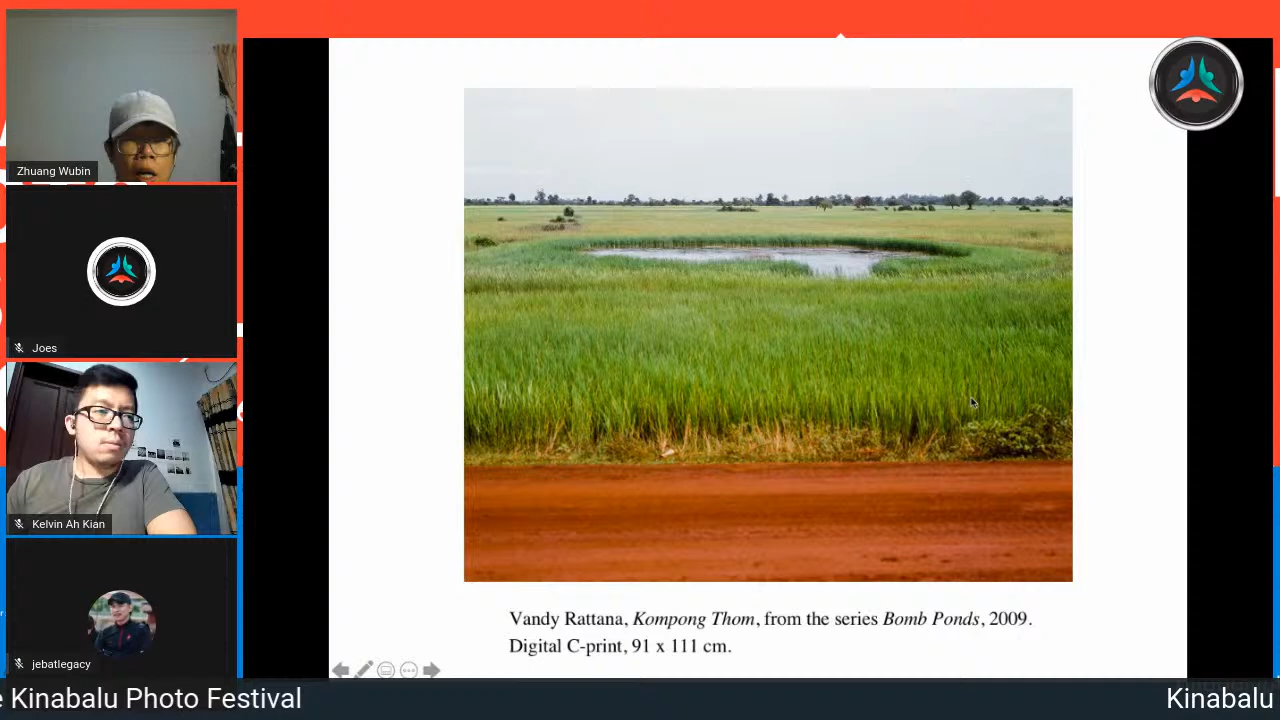 Zhuang Wubin
Joes
Kelvin Ah Kian
jebatlegacy
Vandy Rattana, Kompong Thom, from the series Bomb Ponds, 2009.
Digital C-print, 91 x 111 cm.
e Kinabalu Photo Festival
Kinabalu